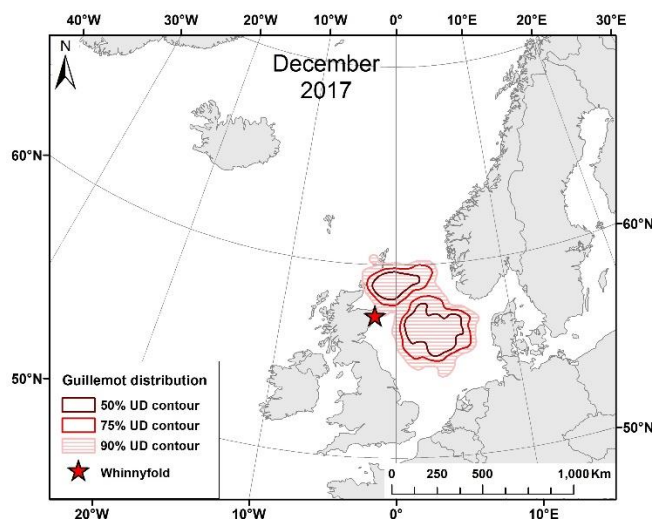 40°W 30°W 20°W 10°W 0° 10°E 20°E 30°E
N
December
2017
60°N
60°N
50°N
50°N
Guillemot distribution
50% UD contour
75% UD contour
90% UD contour
Whinnyfold
0 250 500 1,000 Km
20°W 10°W 0° 10°E